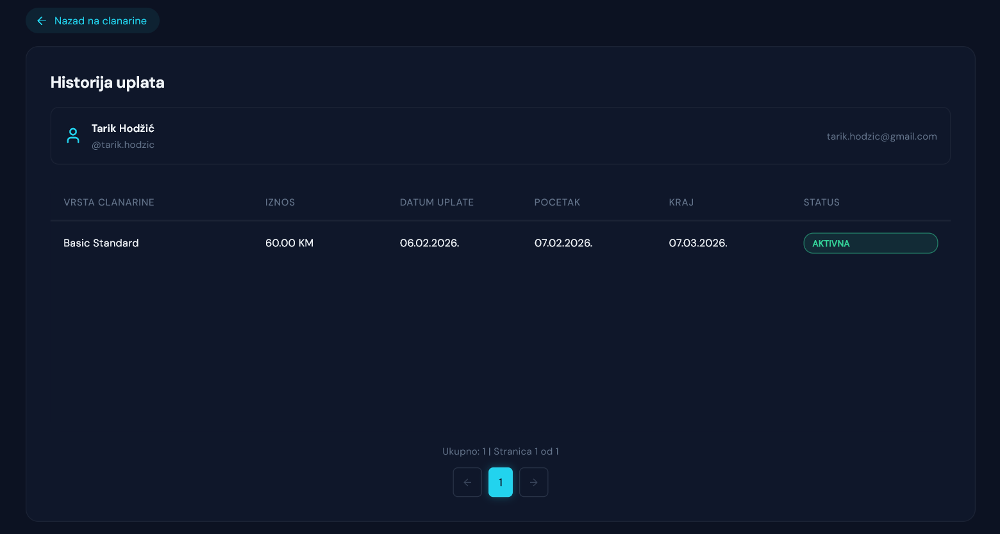 Nazad na clanarine
Historija uplata
Tarik Hodžić
@tarik.hodzic
tarik.hodzic@gmail.com
VRSTA CLANARINE IZNOS DATUM UPLATE POCETAK KRAJ STATUS
Basic Standard 60.00 KM 06.02.2026. 07.02.2026. 07.03.2026. AKTIVNA
Ukupno: 1 | Stranica 1 od 1
← 1 →